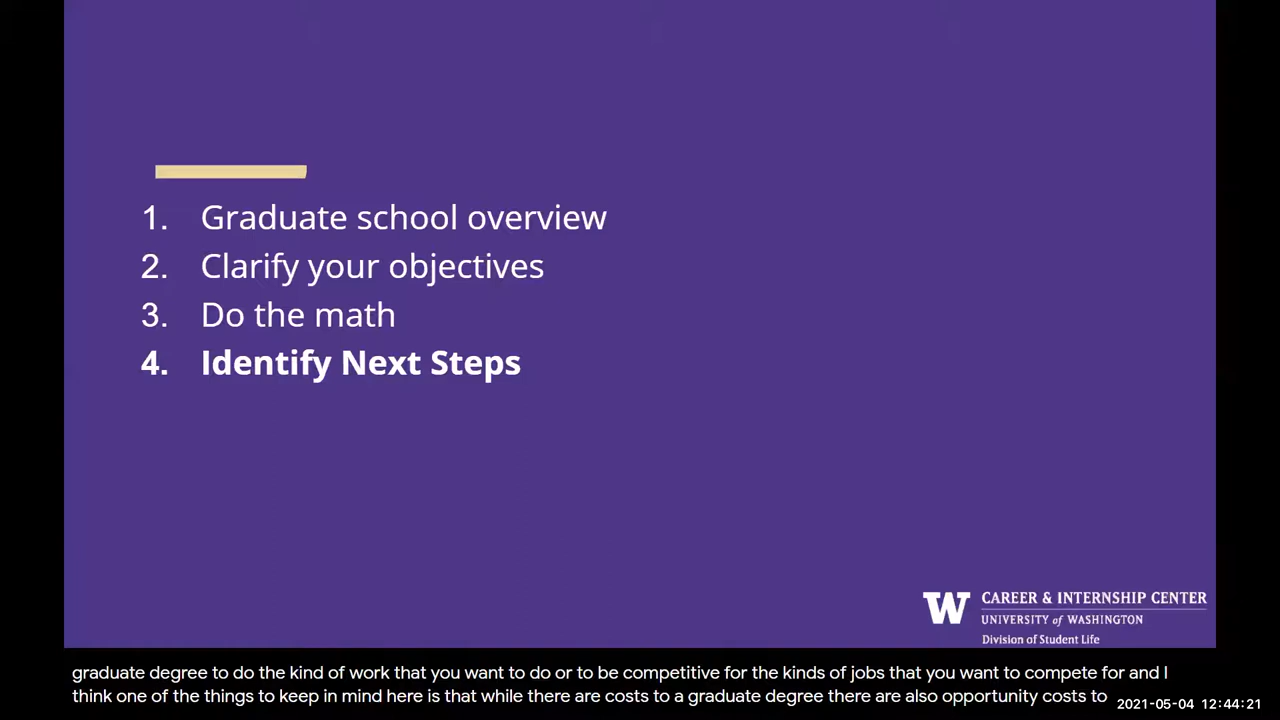 1. Graduate school overview
2. Clarify your objectives
3. Do the math
4. Identify Next Steps
W CAREER & INTERNSHIP CENTER
UNIVERSITY of WASHINGTON
Division of Student Life
graduate degree to do the kind of work that you want to do or to be competitive for the kinds of jobs that you want to compete for and I
think one of the things to keep in mind here is that while there are costs to a graduate degree there are also opportunity costs to
2021-05-04 12:44:21